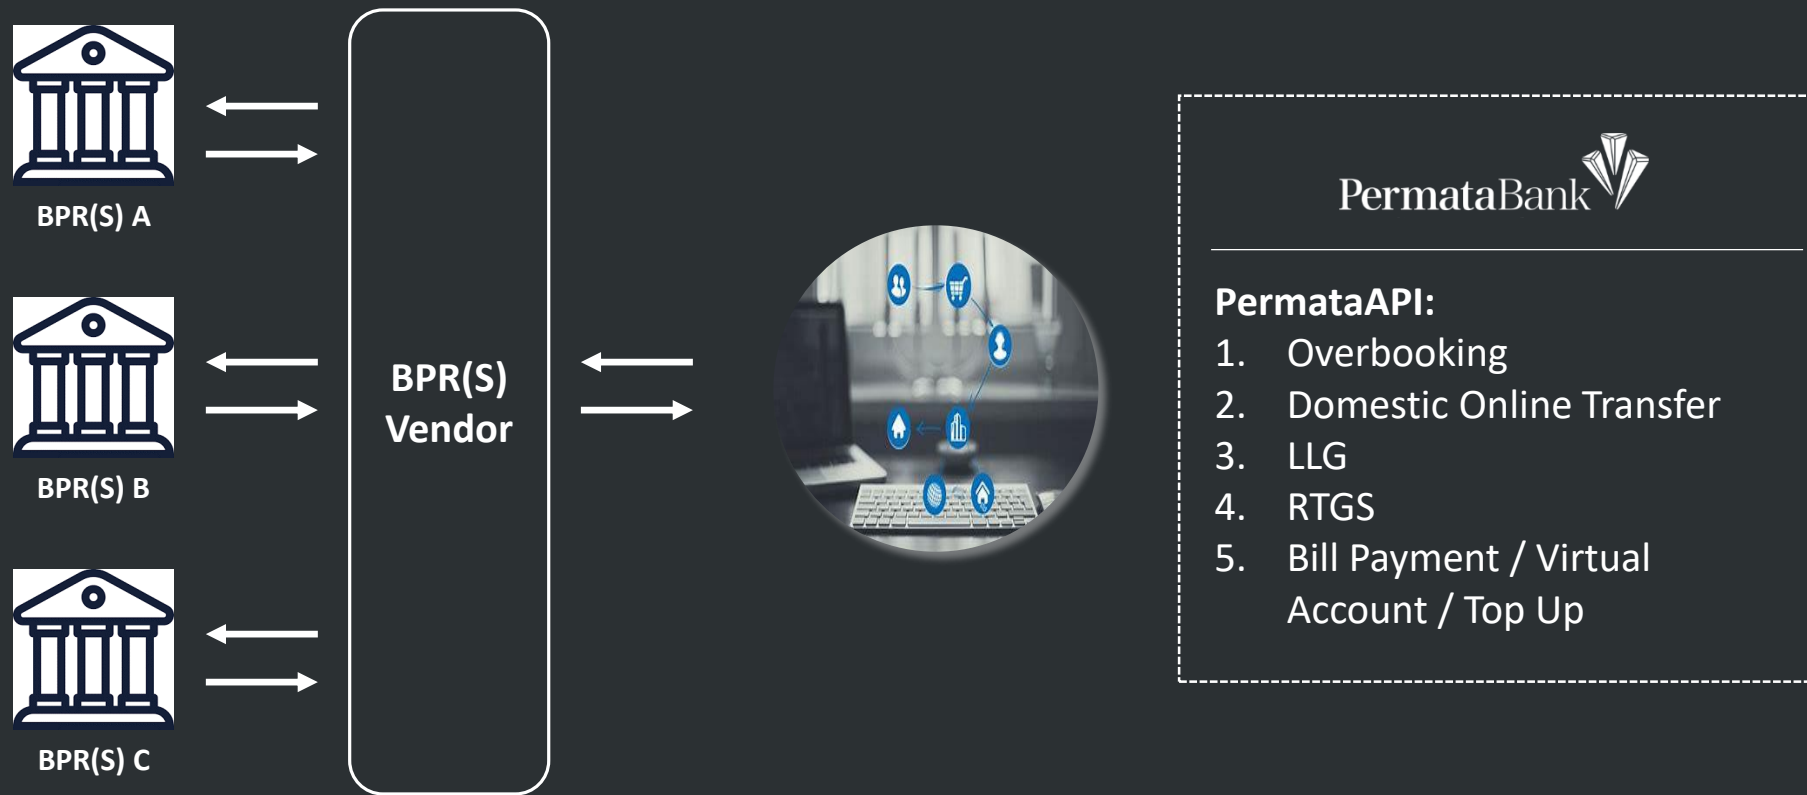 BPR(S) A
BPR(S) B
BPR(S) C
BPR(S)
Vendor
PermataBank
PermataAPI:
1. Overbooking
2. Domestic Online Transfer
3. LLG
4. RTGS
5. Bill Payment / Virtual
Account / Top Up